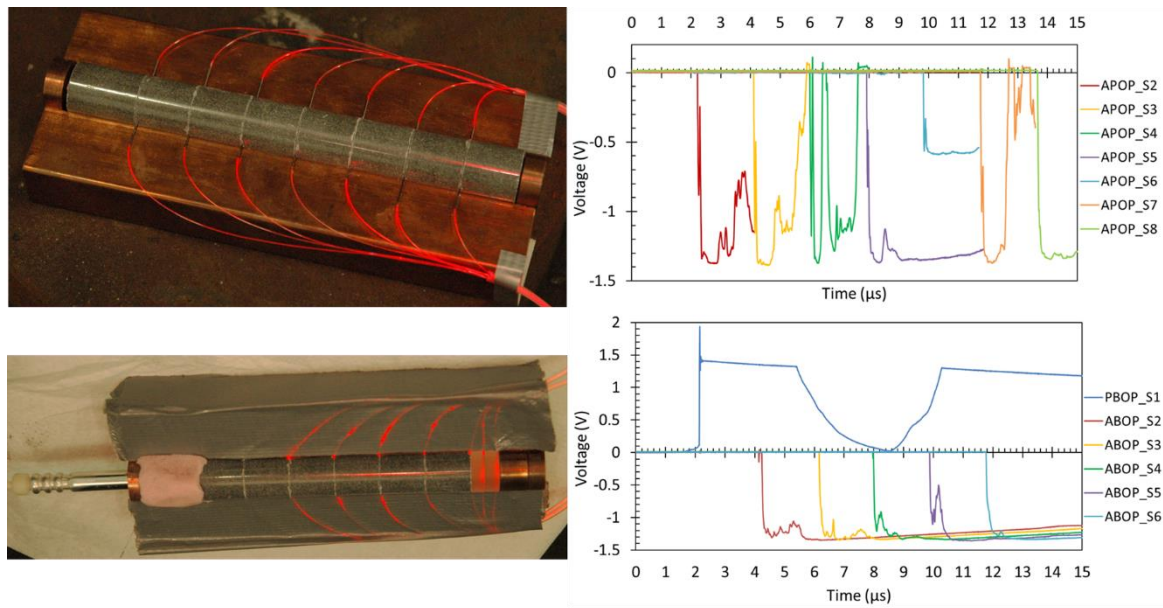 0 1 2 3 4 5 6 7 8 9 10 11 12 13 14 15
0
-0.5
-1
-1.5
Voltage (V)
Time (µs)
APOP_S2
APOP_S3
APOP_S4
APOP_S5
APOP_S6
APOP_S7
APOP_S8
2
1.5
1
0.5
0
-0.5
-1
-1.5
Voltage (V)
0 1 2 3 4 5 6 7 8 9 10 11 12 13 14 15
Time (µs)
PBOP_S1
ABOP_S2
ABOP_S3
ABOP_S4
ABOP_S5
ABOP_S6